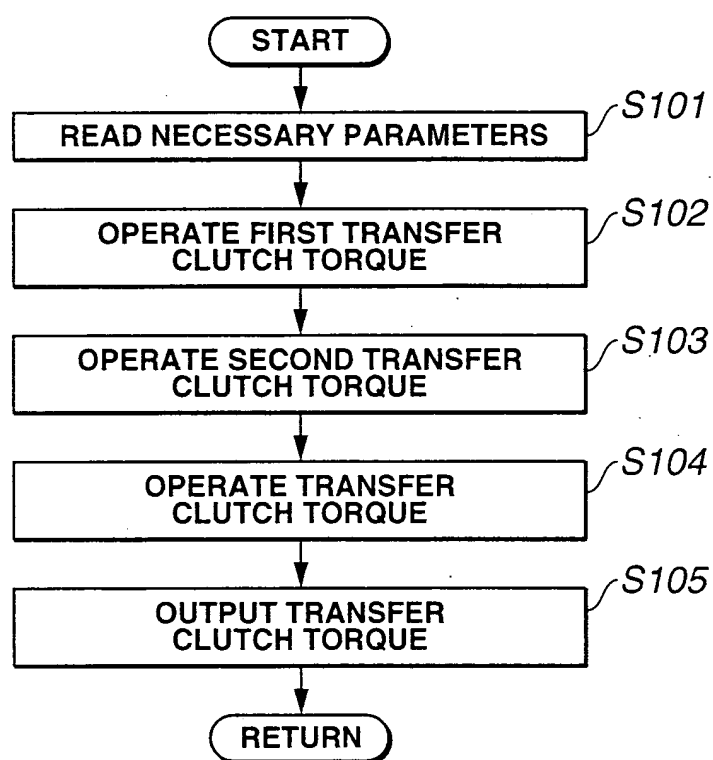 START
READ NECESSARY PARAMETERS
S101
OPERATE FIRST TRANSFER
CLUTCH TORQUE
S102
OPERATE SECOND TRANSFER
CLUTCH TORQUE
S103
OPERATE TRANSFER
CLUTCH TORQUE
S104
OUTPUT TRANSFER
CLUTCH TORQUE
S105
RETURN